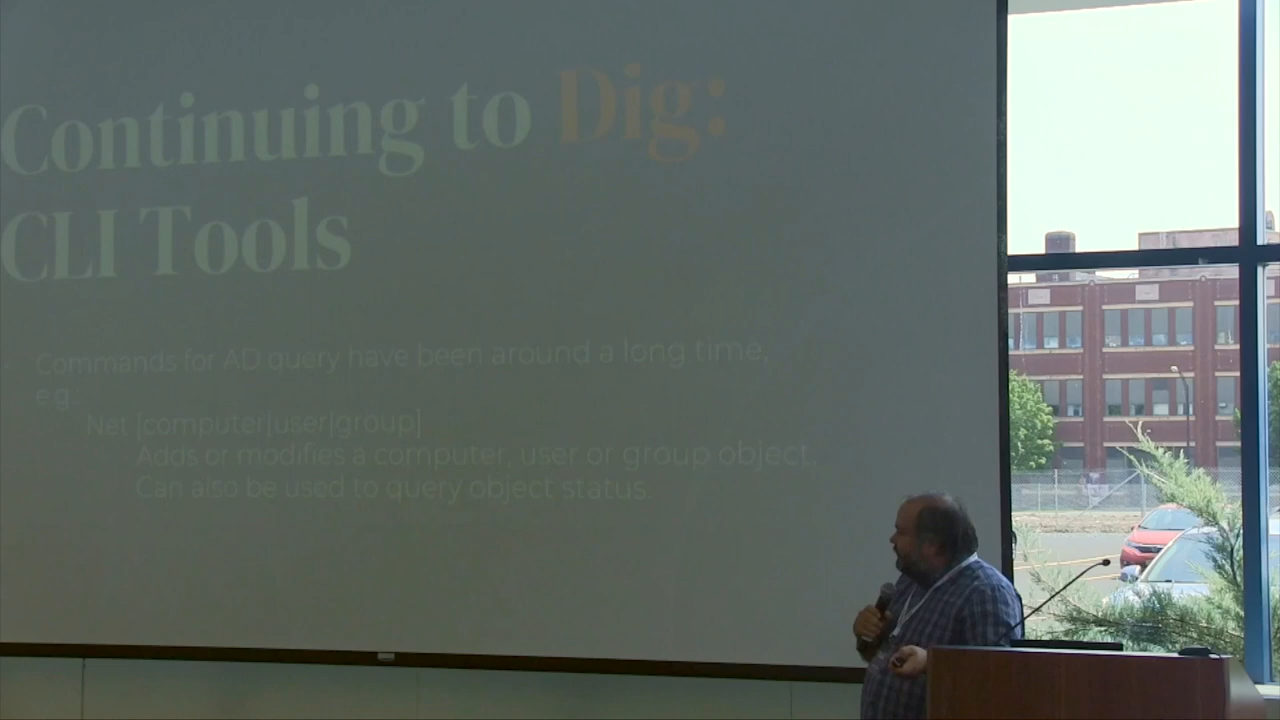 Continuing to Dig:
CLI Tools
Commands for AD query have been around a long time,
e.g.
Net [computer|user|group]
Adds or modifies a computer, user or group object.
Can also be used to query object status.